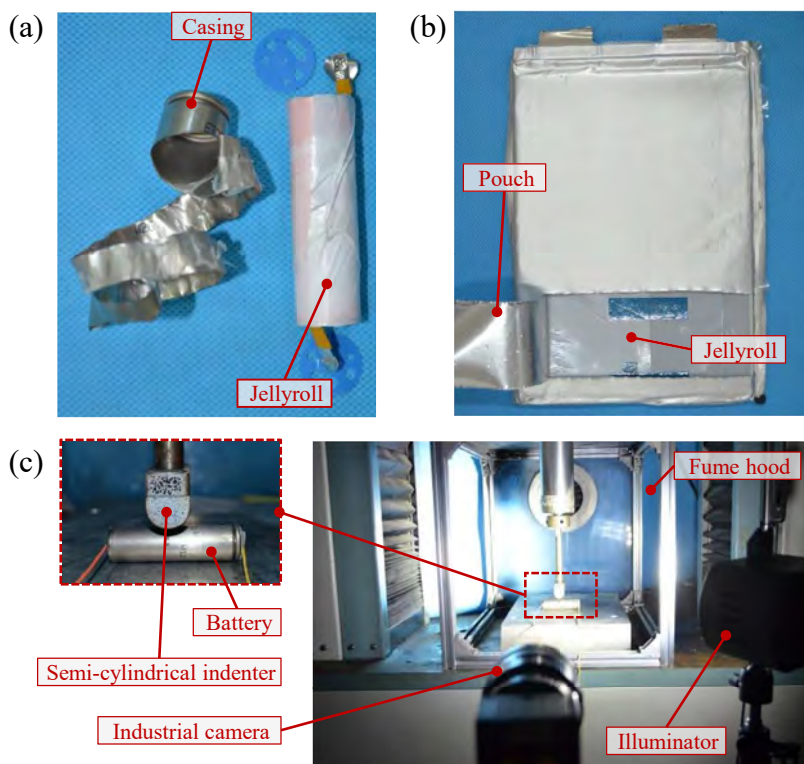 (a)
Casing
Jellyroll
(b)
Pouch
Jellyroll
(c)
Battery
Semi-cylindrical indenter
Industrial camera
Fume hood
Illuminator